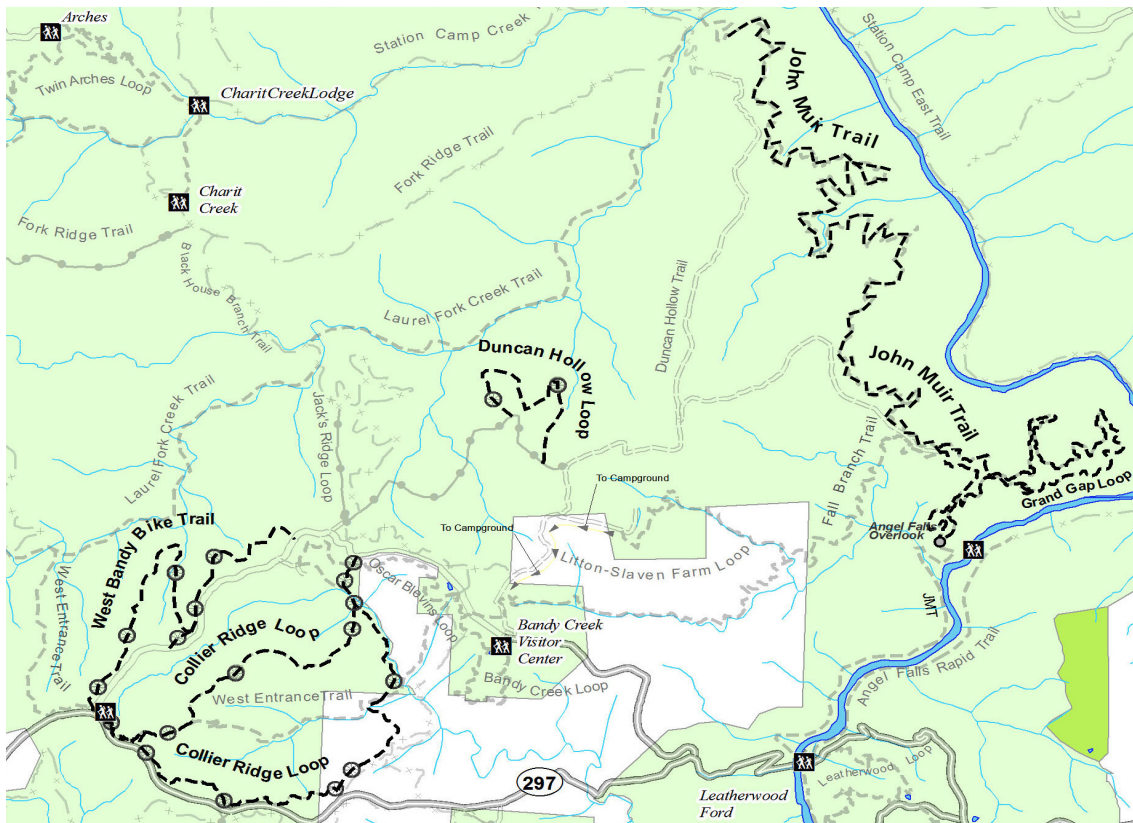 Arches
Station Camp Creek T
John Muir Trail
Station Camp East Trail
Twin Arches Loop
CharitCreekLodge
Fork Ridge Trail
Charit
Creek
Fork Ridge Trail
Black House Branch Trail
Laurel Fork Creek Trail
Duncan Hollow Trail
Duncan Hollow Loop
John Muir Trail
Laurel Fork Creek Trail
Jack's Ridge Loop
Fall Branch Trail
To Campground
Grand Gap Loop
To Campground
Angel Falls
Overlook
West Bandy Bike Trail
Litton-Slaven Farm Loop
Oscar Blevins Loop
West Entrance Trail
JMT
Collier Ridge Loop
Bandy Creek
Visitor
Center
Angel Falls Rapid Trail
West Entrance Trail
Bandy Creek Loop
Collier Ridge Loop
297
Leatherwood Loop
Leatherwood
Ford